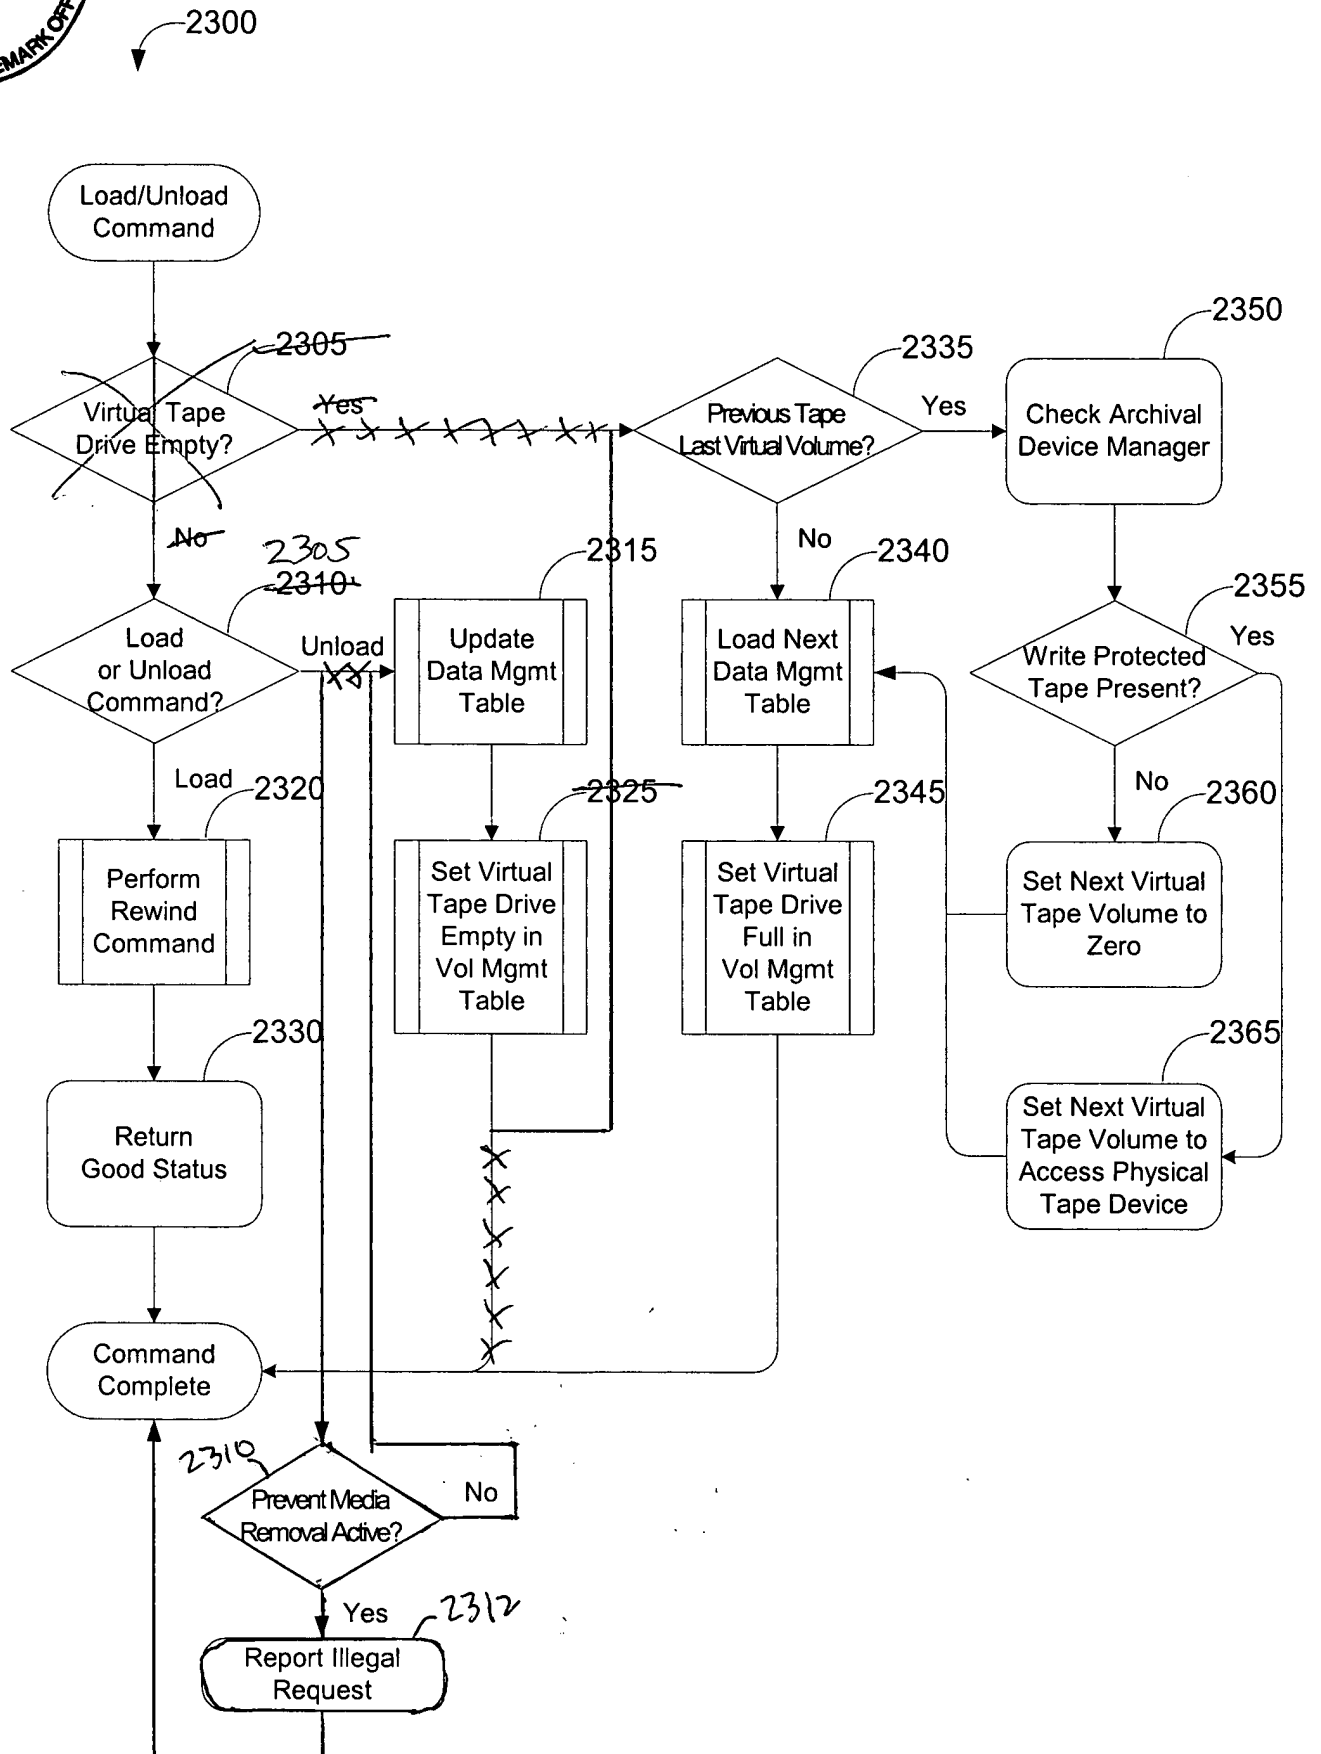 EMARK OFF
2300
Load/Unload
Command
2305
Virtual Tape
Drive Empty?
Yes
No
2305
2310
Load
or Unload
Command?
Unload
Load
2315
Update
Data Mgmt
Table
2320
Perform
Rewind
Command
2325
Set Virtual
Tape Drive
Empty in
Vol Mgmt
Table
2330
Return
Good Status
Command
Complete
2335
Previous Tape
Last Virtual Volume?
Yes
No
2340
Load Next
Data Mgmt
Table
2345
Set Virtual
Tape Drive
Full in
Vol Mgmt
Table
2350
Check Archival
Device Manager
2355
Write Protected
Tape Present?
Yes
No
2360
Set Next Virtual
Tape Volume to
Zero
2365
Set Next Virtual
Tape Volume to
Access Physical
Tape Device
2310
Prevent Media
Removal Active?
No
Yes
2312
Report Illegal
Request